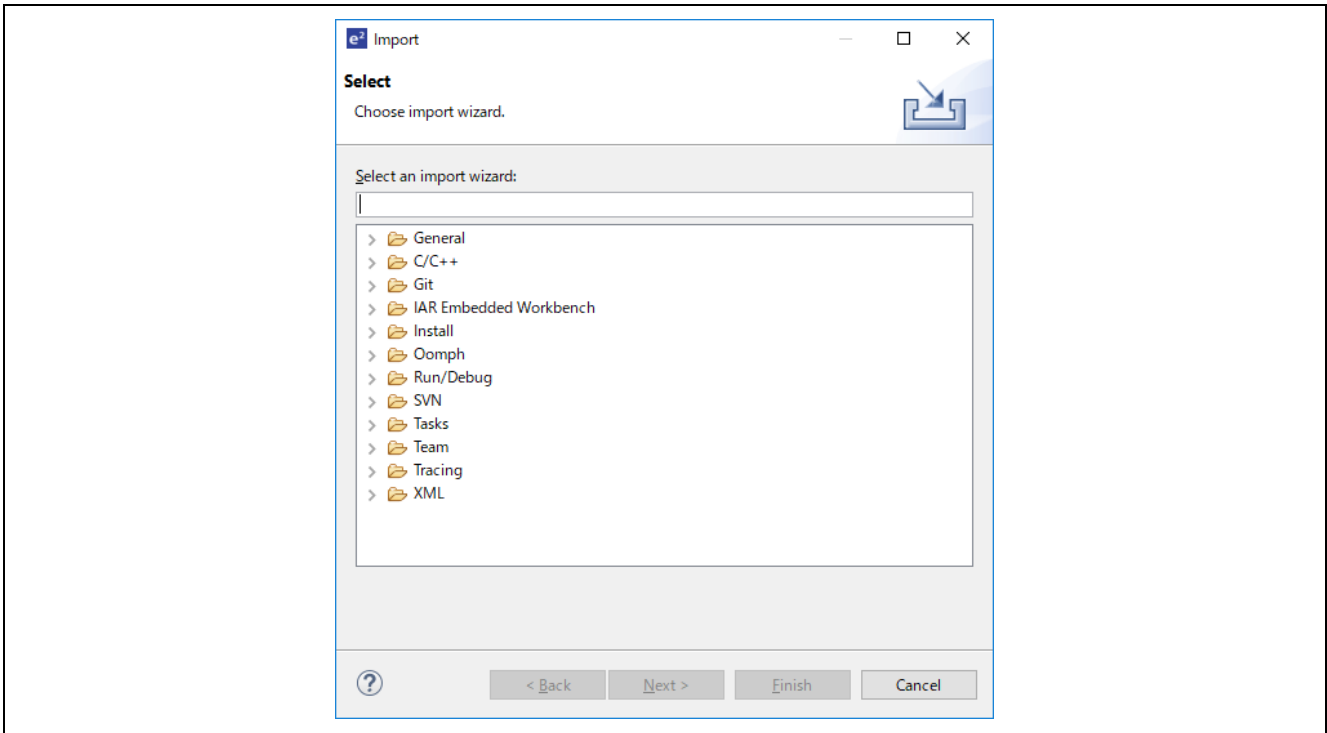 e² Import
Select
Choose import wizard.
Select an import wizard:
General
C/C++
Git
IAR Embedded Workbench
Install
Oomph
Run/Debug
SVN
Tasks
Team
Tracing
XML
? < Back Next > Finish Cancel